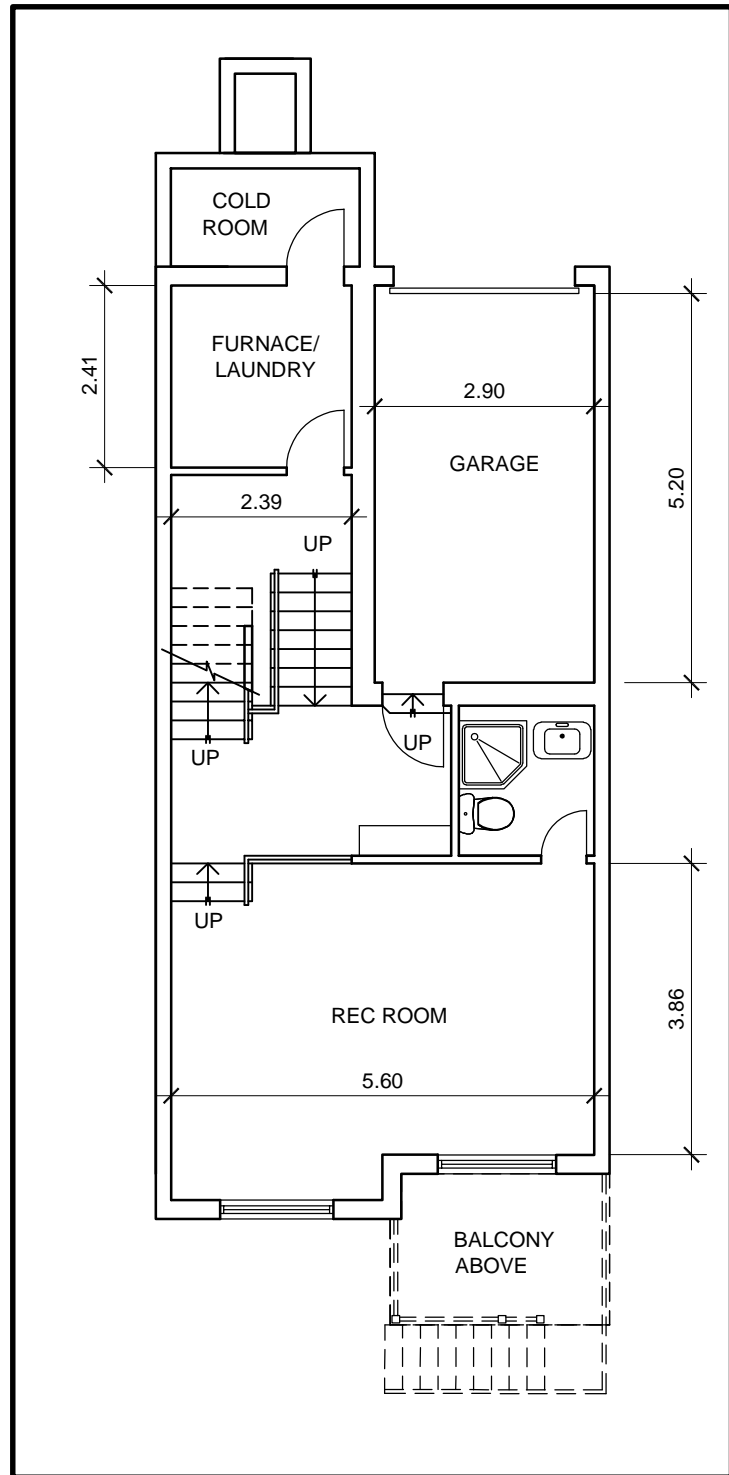 COLD
ROOM
FURNACE/
LAUNDRY
2.41
2.90
GARAGE
5.20
2.39
UP
UP
UP
UP
3.86
REC ROOM
5.60
BALCONY
ABOVE